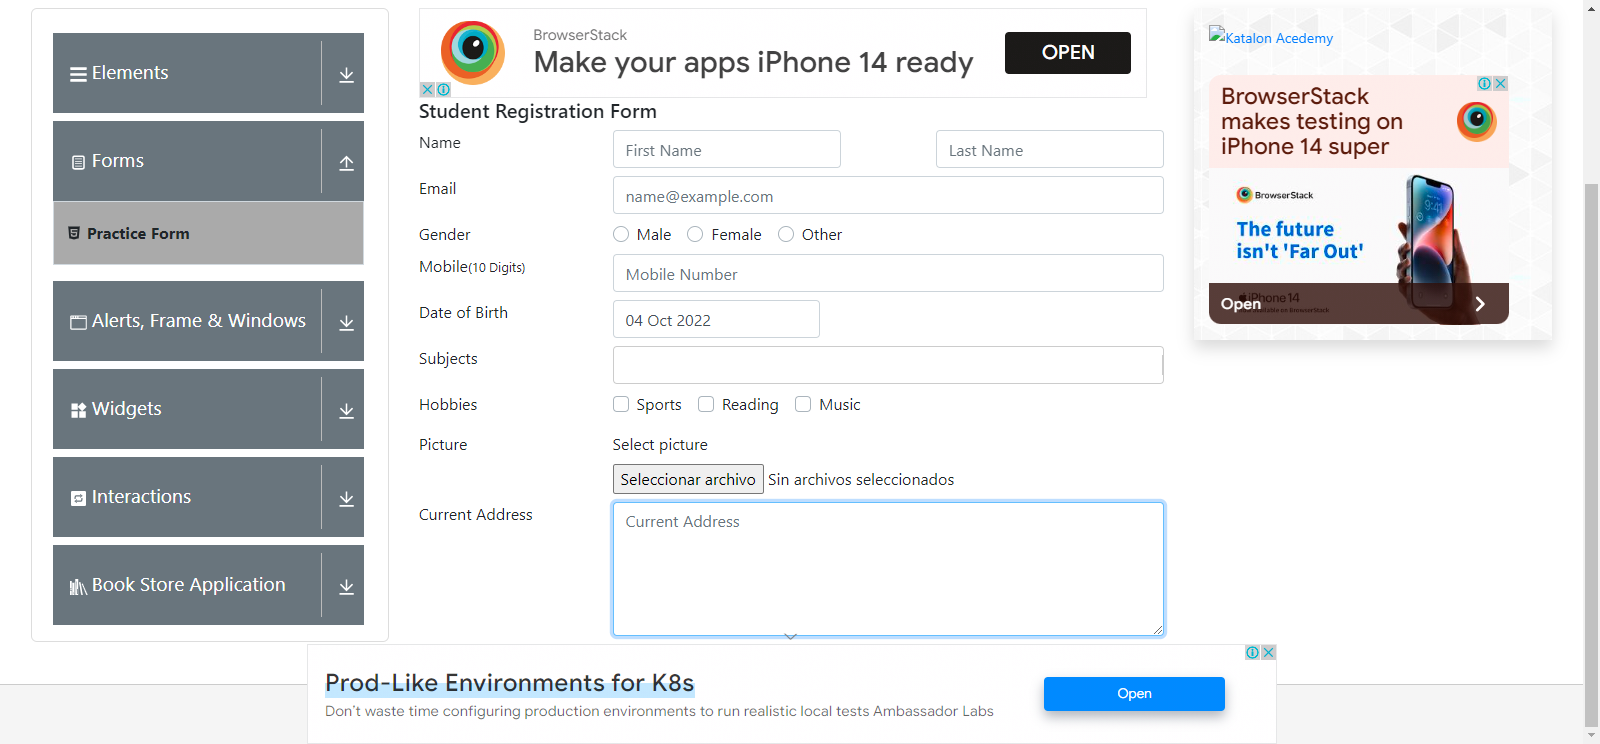 Elements
Forms
Practice Form
Alerts, Frame & Windows
Widgets
Interactions
Book Store Application
BrowserStack
Make your apps iPhone 14 ready
OPEN
Student Registration Form
Name
First Name
Last Name
Email
name@example.com
Gender
Male
Female
Other
Mobile(10 Digits)
Mobile Number
Date of Birth
04 Oct 2022
Subjects
Hobbies
Sports
Reading
Music
Picture
Select picture
Seleccionar archivo
Sin archivos seleccionados
Current Address
Current Address
Katalon Acedemy
BrowserStack
makes testing on
iPhone 14 super
BrowserStack
The future
isn't 'Far Out'
9:41
iPhone 14
Open
Prod-Like Environments for K8s
Don't waste time configuring production environments to run realistic local tests Ambassador Labs
Open